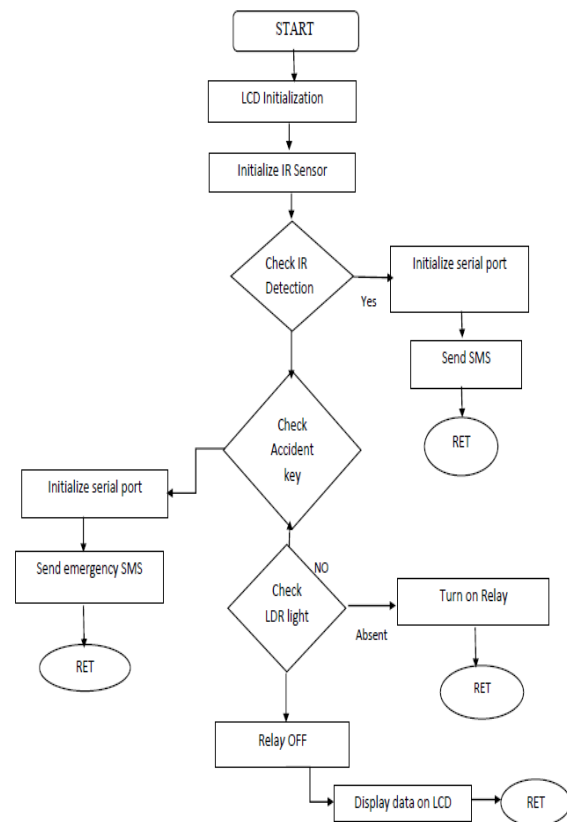 START
LCD Initialization
Initialize IR Sensor
Check IR
Detection
Yes
Initialize serial port
Send SMS
RET
Check
Accident
key
Initialize serial port
Send emergency SMS
RET
NO
Check
LDR light
Absent
Turn on Relay
RET
Relay OFF
Display data on LCD
RET